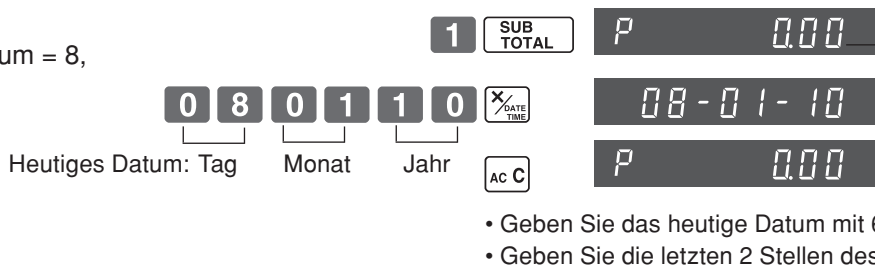 1 SUB TOTAL P 0.00
um = 8,
0 8 0 1 1 0 ×/DATE TIME 08-01-10
Heutiges Datum: Tag Monat Jahr
AC C P 0.00
• Geben Sie das heutige Datum mit 6
• Geben Sie die letzten 2 Stellen des